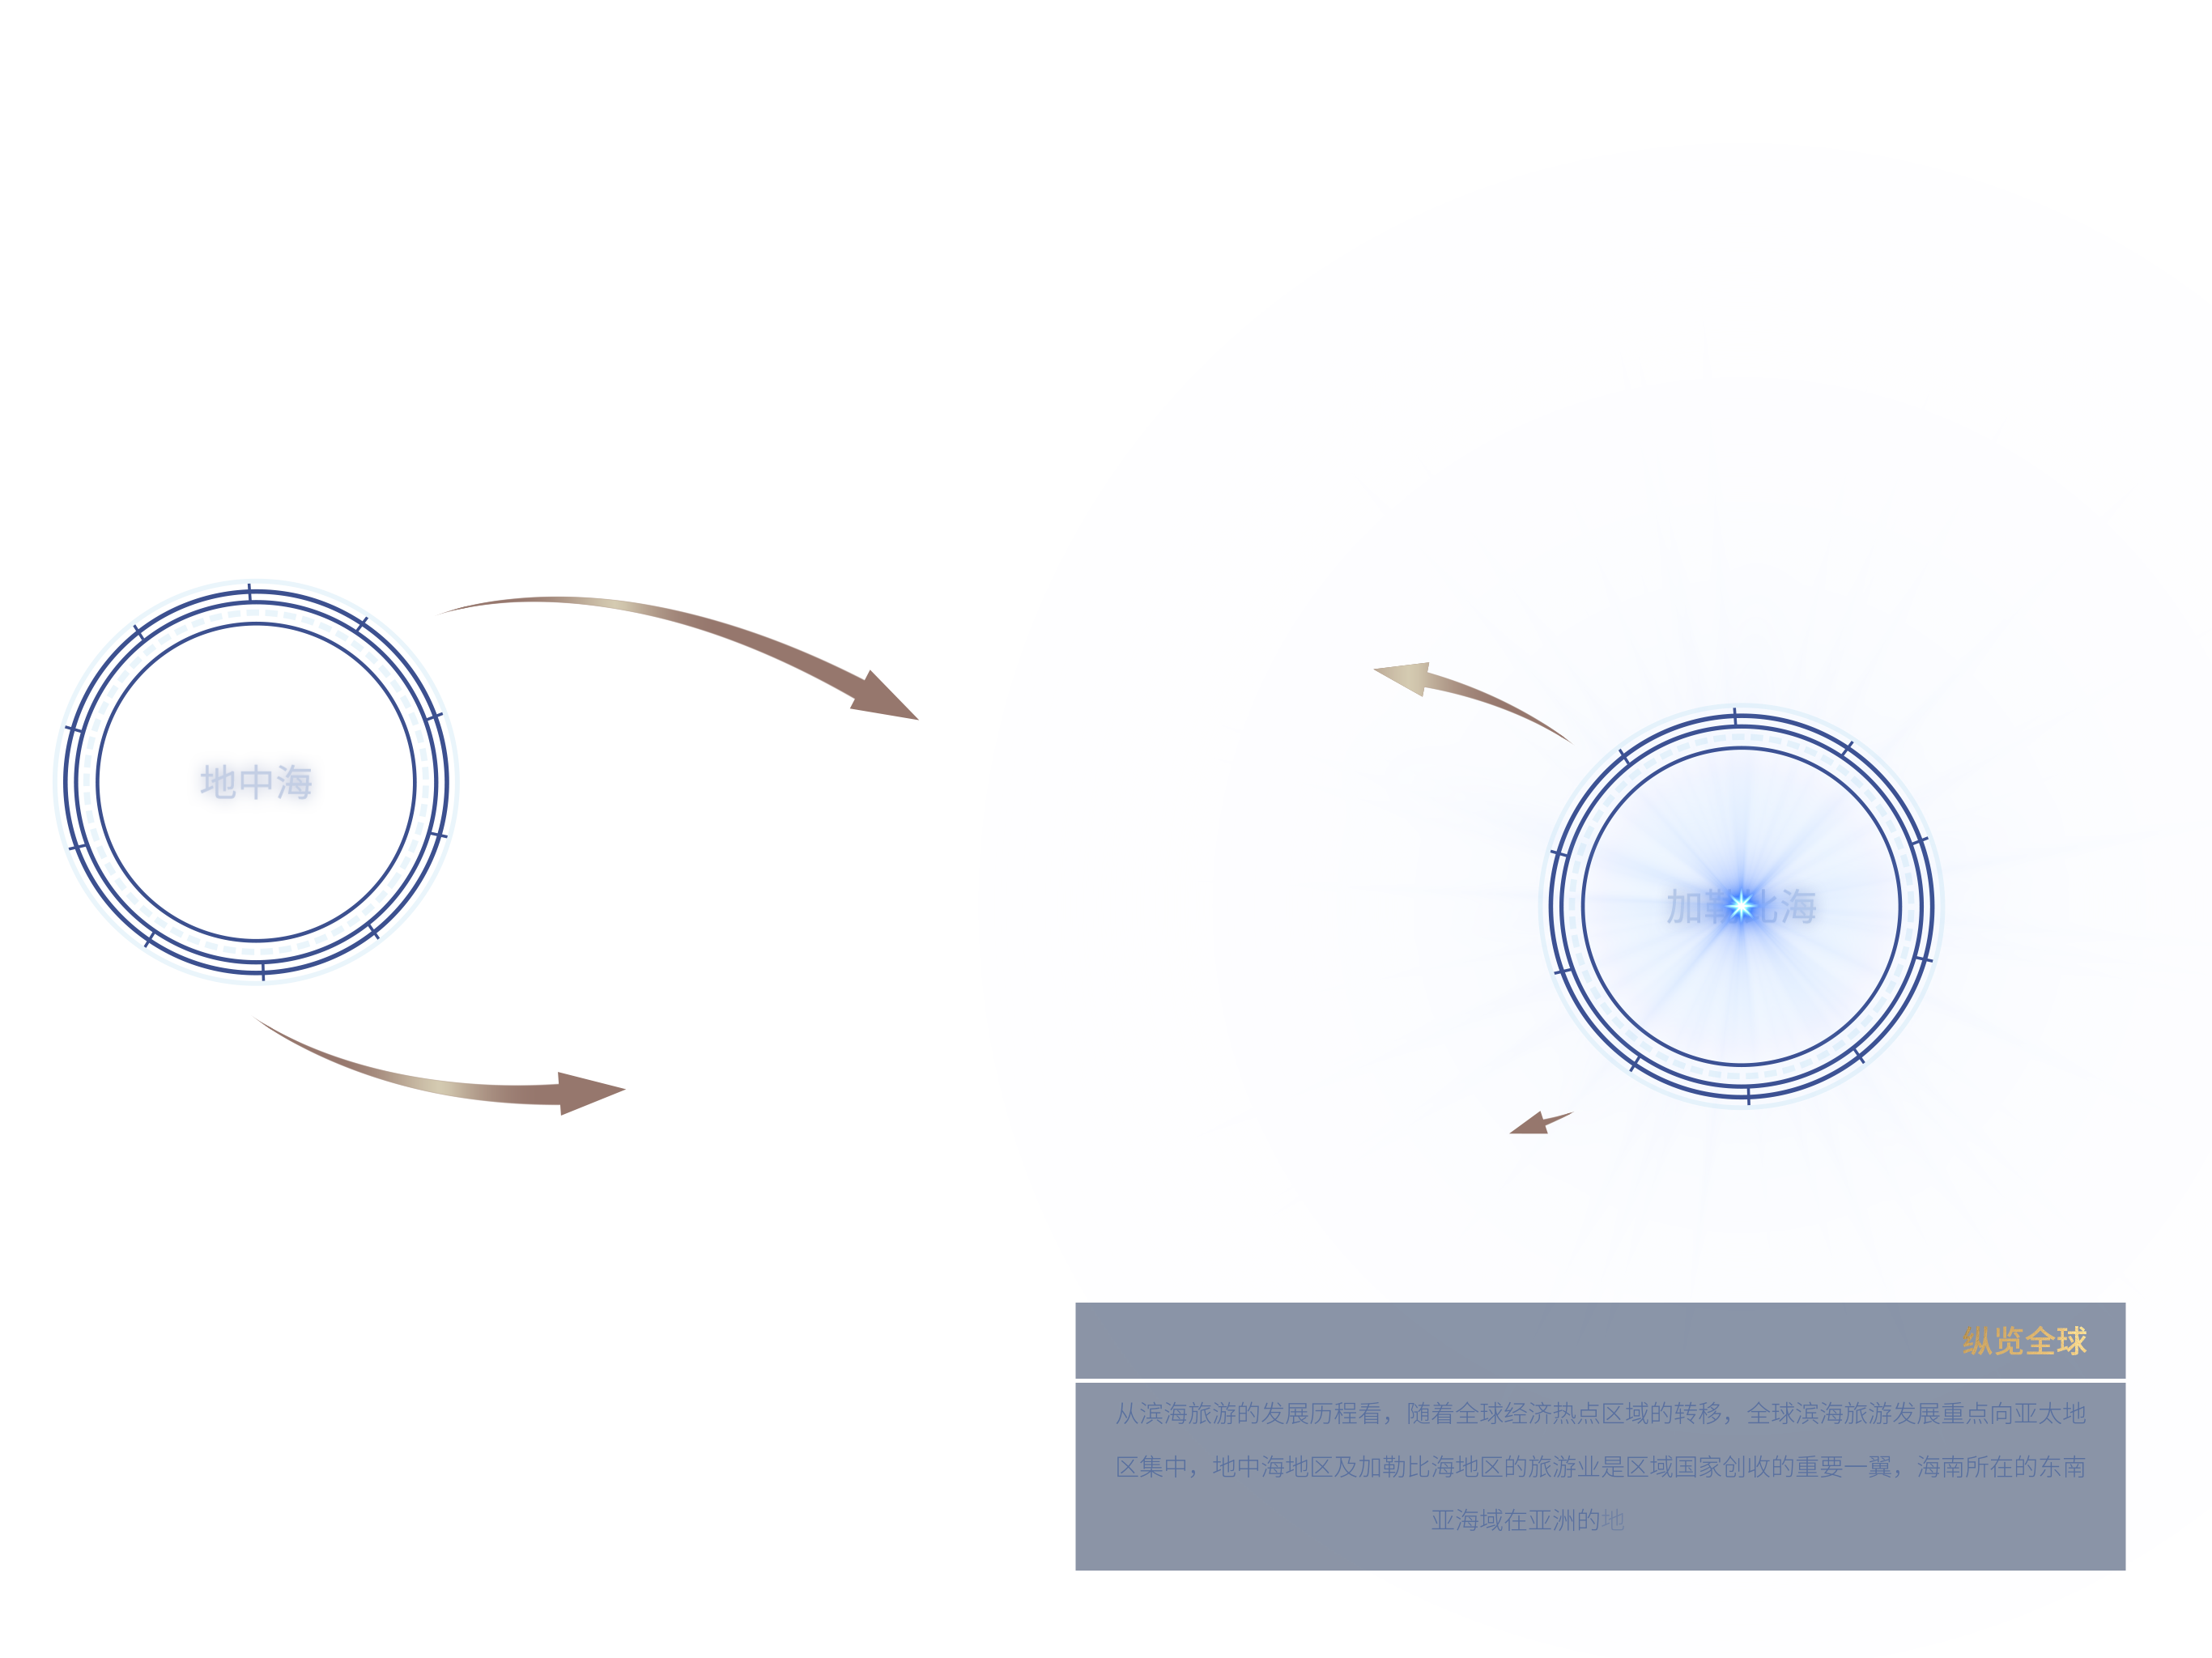 地中海
加勒比海
纵览全球
从滨海旅游的发展历程看，随着全球经济热点区域的转移，全球滨海旅游发展重点向亚太地
区集中，地中海地区及加勒比海地区的旅游业是区域国家创收的重要一翼，海南所在的东南
亚海域在亚洲的地